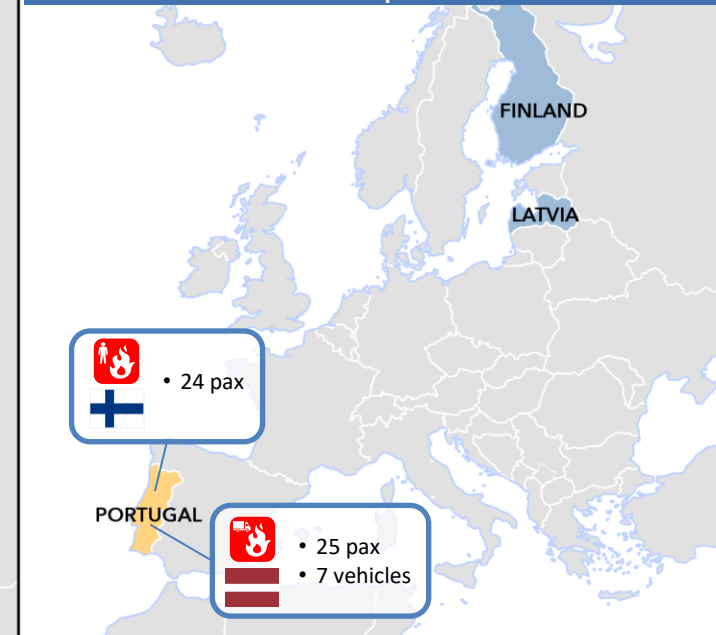 FINLAND
LATVIA
• 24 pax
PORTUGAL
• 25 pax
• 7 vehicles